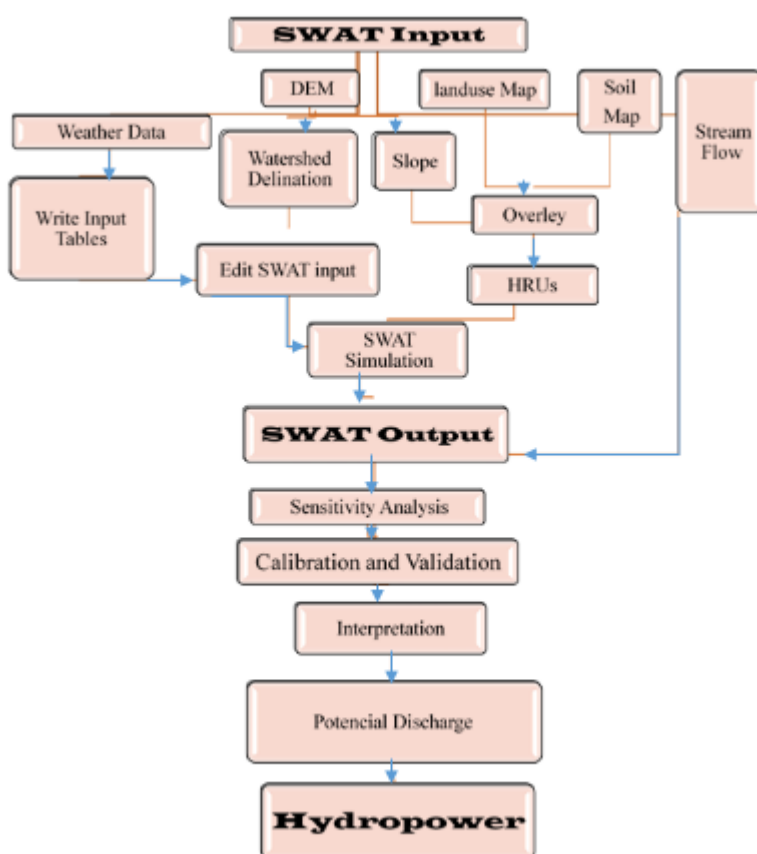 SWAT Input
DEM
landuse Map
Soil
Map
Stream
Flow
Weather Data
Watershed
Delination
Slope
Write Input
Tables
Overley
Edit SWAT input
HRUs
SWAT
Simulation
SWAT Output
Sensitivity Analysis
Calibration and Validation
Interpretation
Potencial Discharge
Hydropower